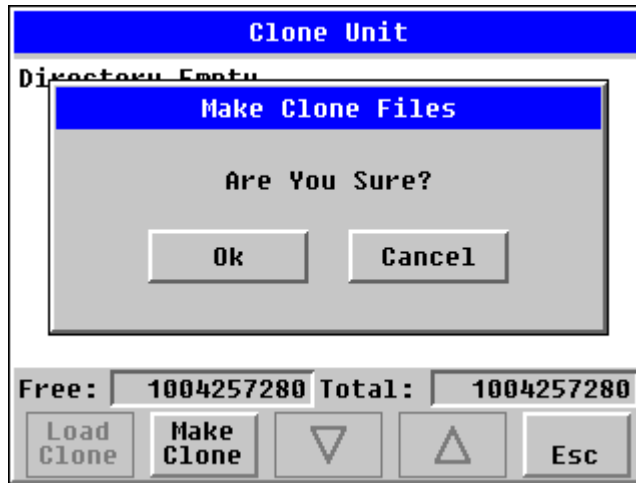 Clone Unit
Directory Empty
Make Clone Files
Are You Sure?
Ok
Cancel
Free: 1004257280 Total: 1004257280
Load Clone
Make Clone
Esc